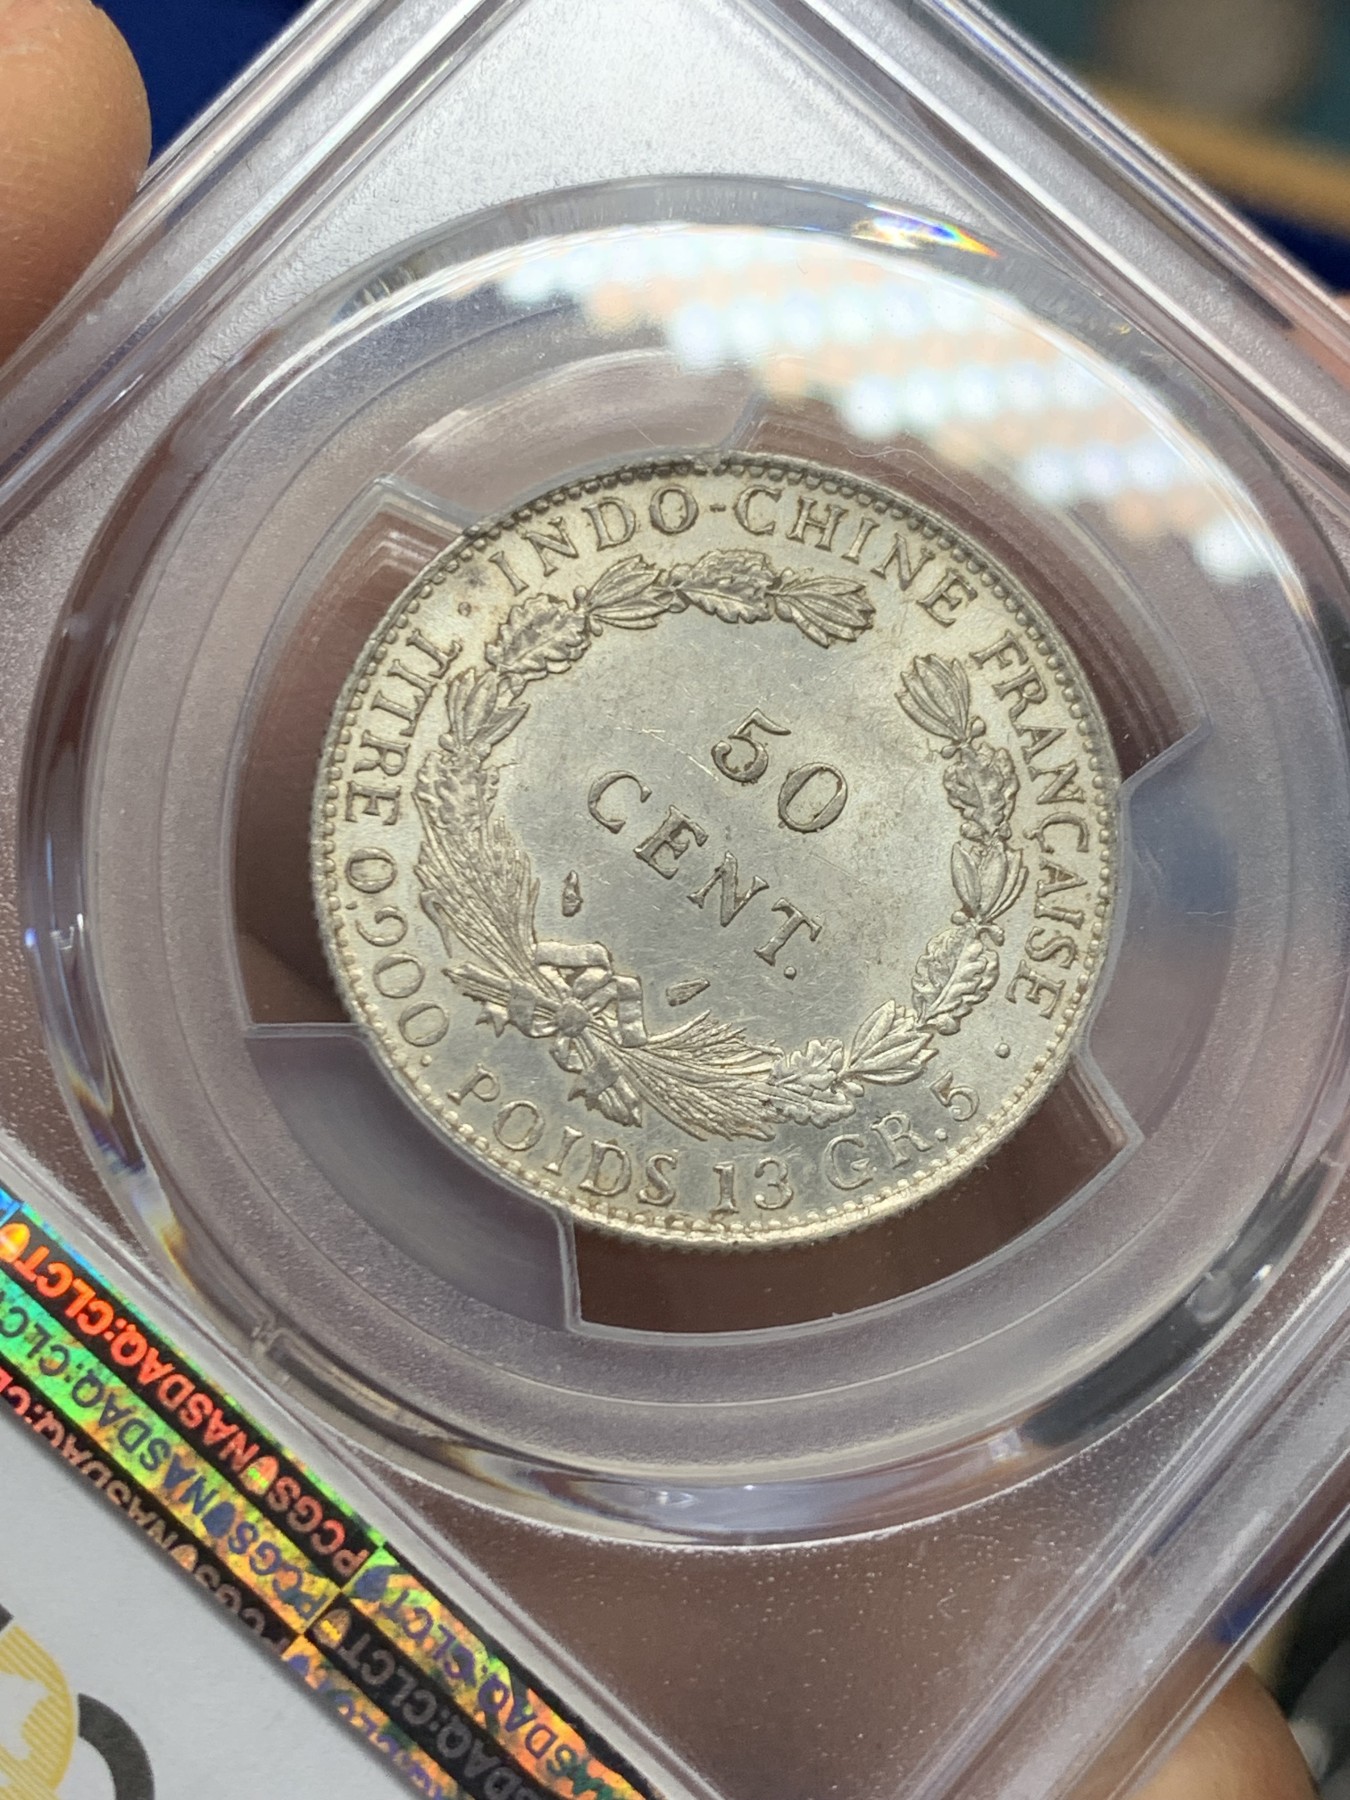 INDO-CHINE FRANÇAISE
50
CENT.
TITRE 0,900. POIDS 13 GR. 5
PCGS NASDAQ:CLCT
PCGS NASDAQ:CLCT